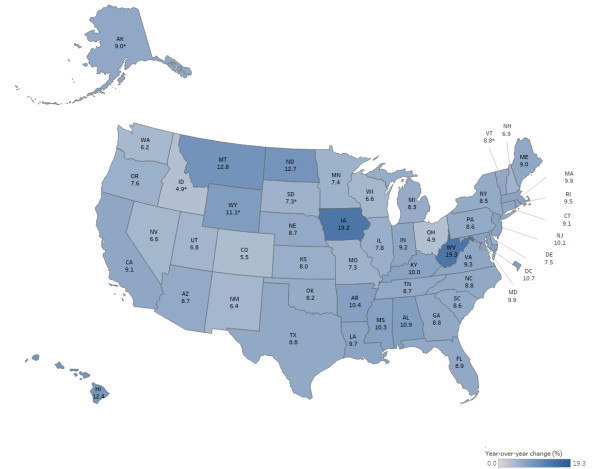 AK
9.0*
NH
6.9
VT
8.8*
WA
6.2
MT
12.8
ND
12.7
MN
7.4
ME
9.0
OR
7.6
ID
4.9*
WY
11.1*
SD
7.3*
WI
6.6
MI
8.3
NY
8.5
MA
9.9
RI
9.5
CT
9.1
NJ
10.1
DE
7.5
DC
10.7
MD
9.9
NV
6.6
UT
6.8
CO
5.5
NE
8.7
IA
19.2
IL
7.8
IN
9.2
OH
4.9
PA
8.6
WV
19.3
VA
9.3
CA
9.1
AZ
8.7
NM
6.4
KS
8.0
MO
7.3
KY
10.0
NC
8.8
TN
8.7
SC
8.6
OK
8.2
AR
10.4
MS
10.3
AL
10.9
GA
8.8
TX
8.8
LA
9.7
FL
8.9
HI
12.4
Year-over-year change (%)
0.0 19.3